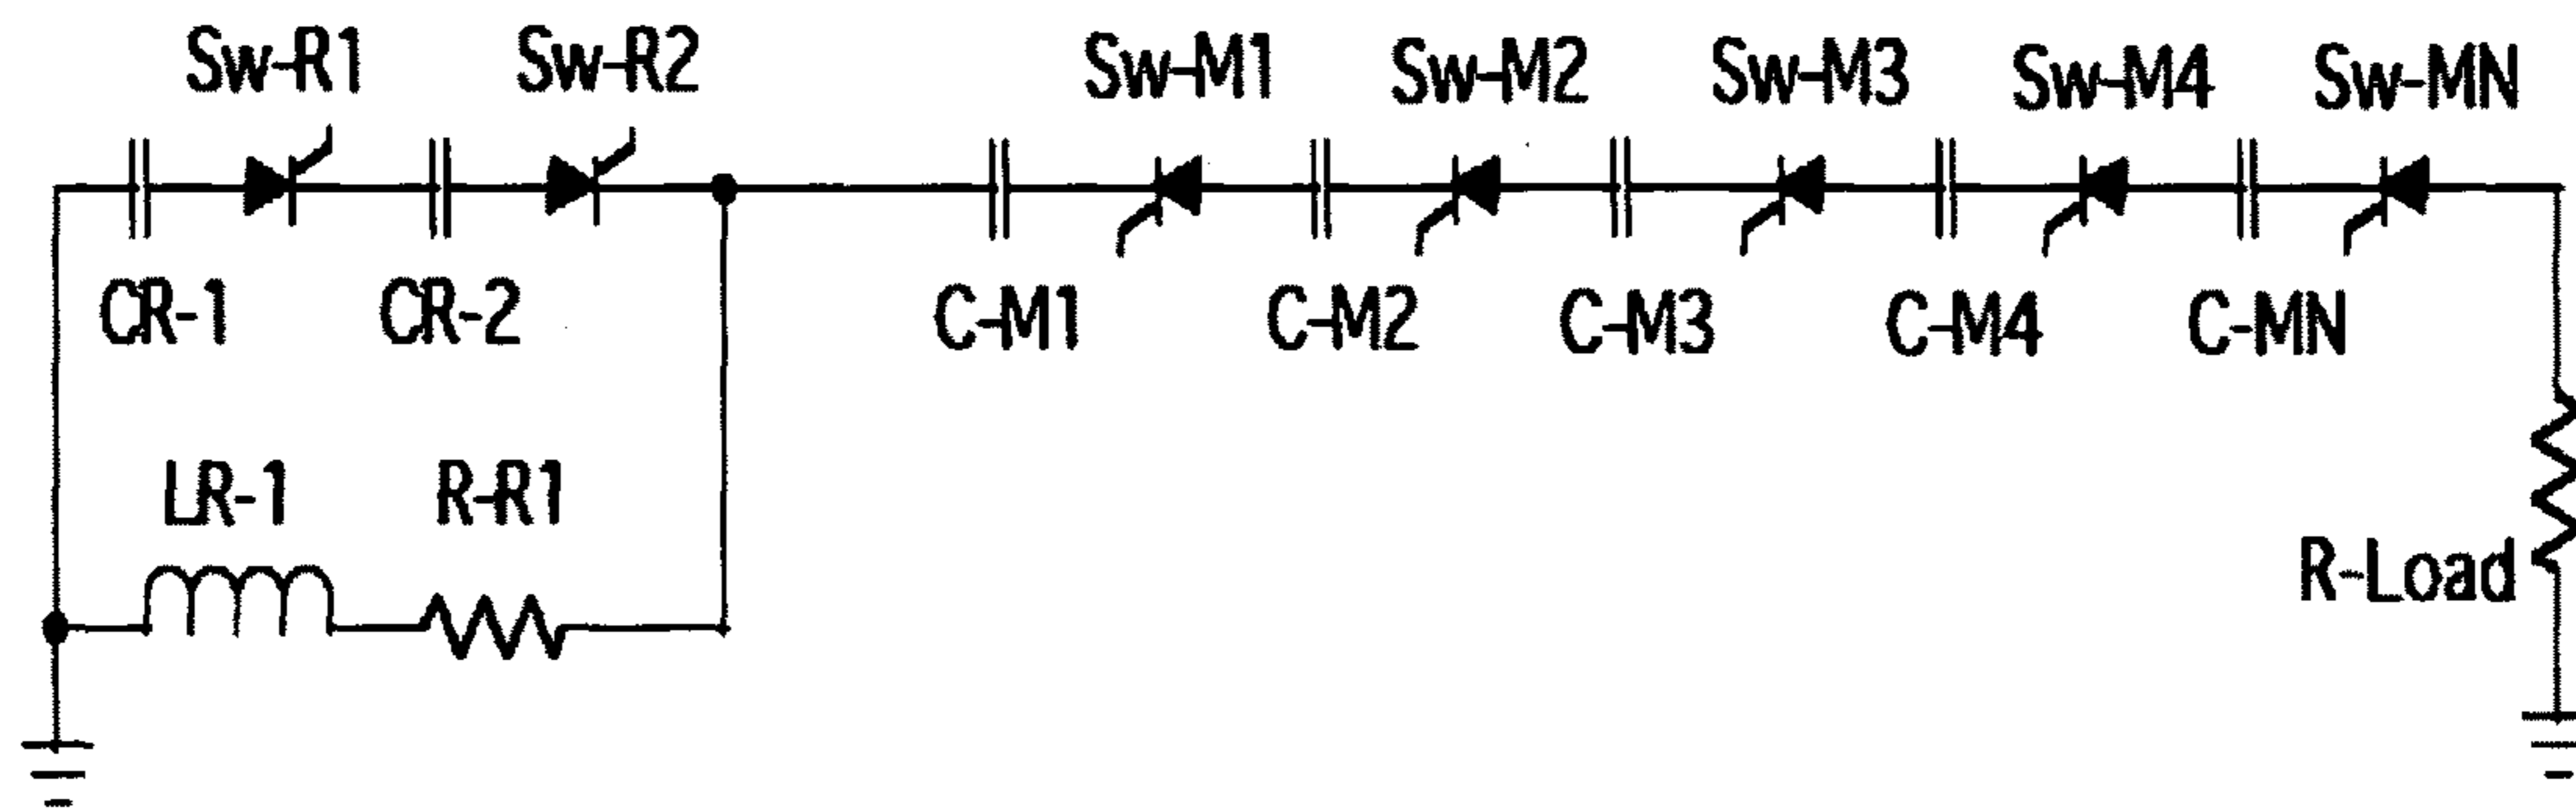 Sw-R1 Sw-R2 Sw-M1 Sw-M2 Sw-M3 Sw-M4 Sw-MN
CR-1 CR-2 C-M1 C-M2 C-M3 C-M4 C-MN
LR-1 R-R1
R-Load